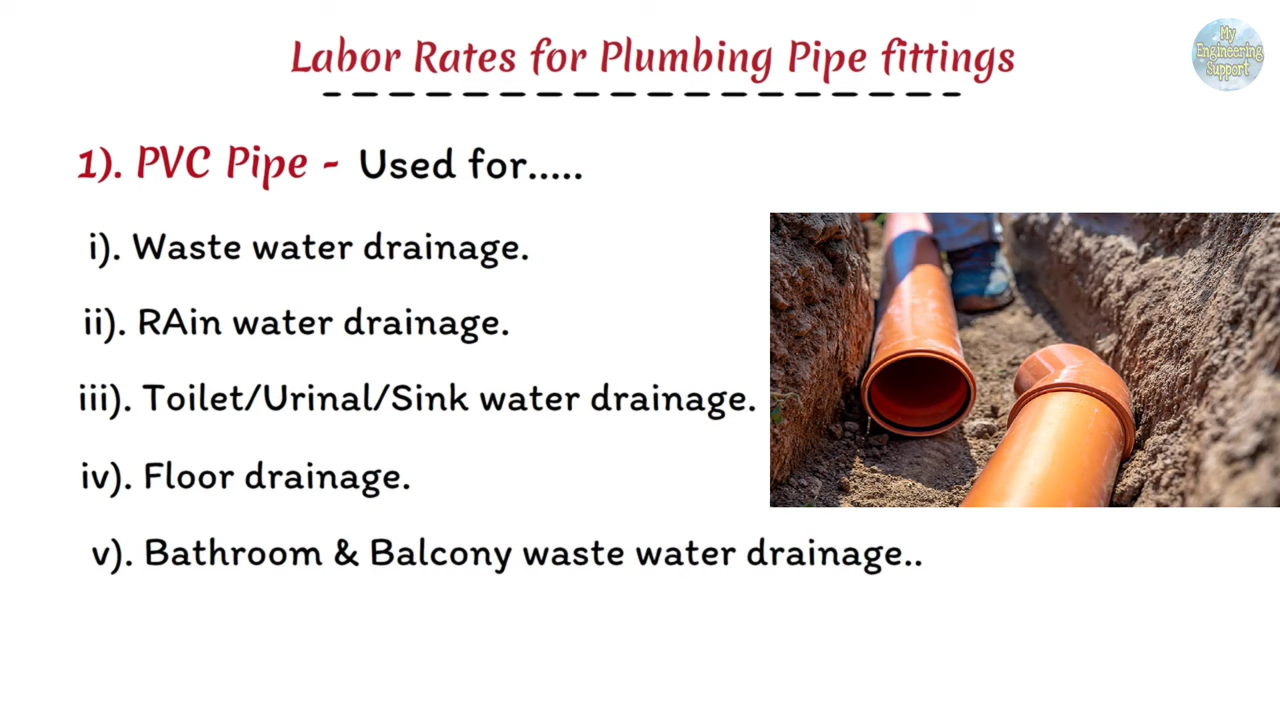 Labor Rates for Plumbing Pipe fittings
My
Engineering
Support
1). PVC Pipe - Used for.....
i). Waste water drainage.
ii). RAin water drainage.
iii). Toilet/Urinal/Sink water drainage.
iv). Floor drainage.
v). Bathroom & Balcony waste water drainage..